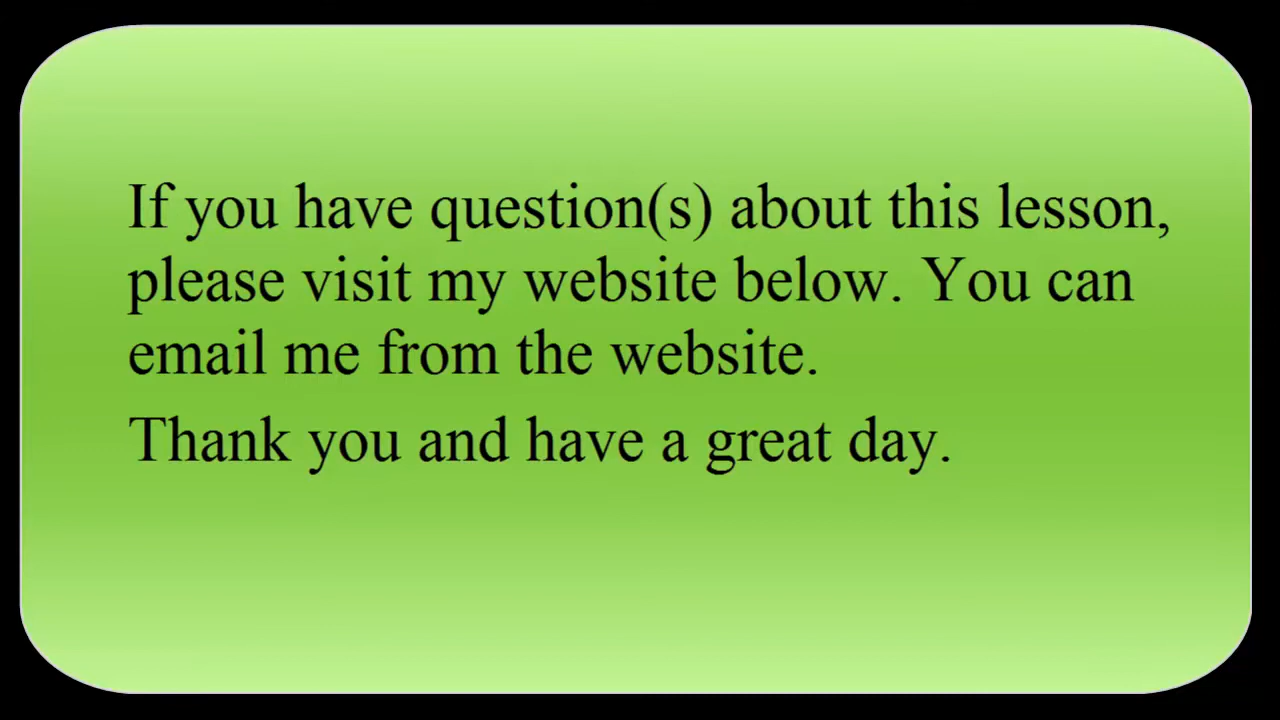 If you have question(s) about this lesson,
please visit my website below. You can
email me from the website.
Thank you and have a great day.